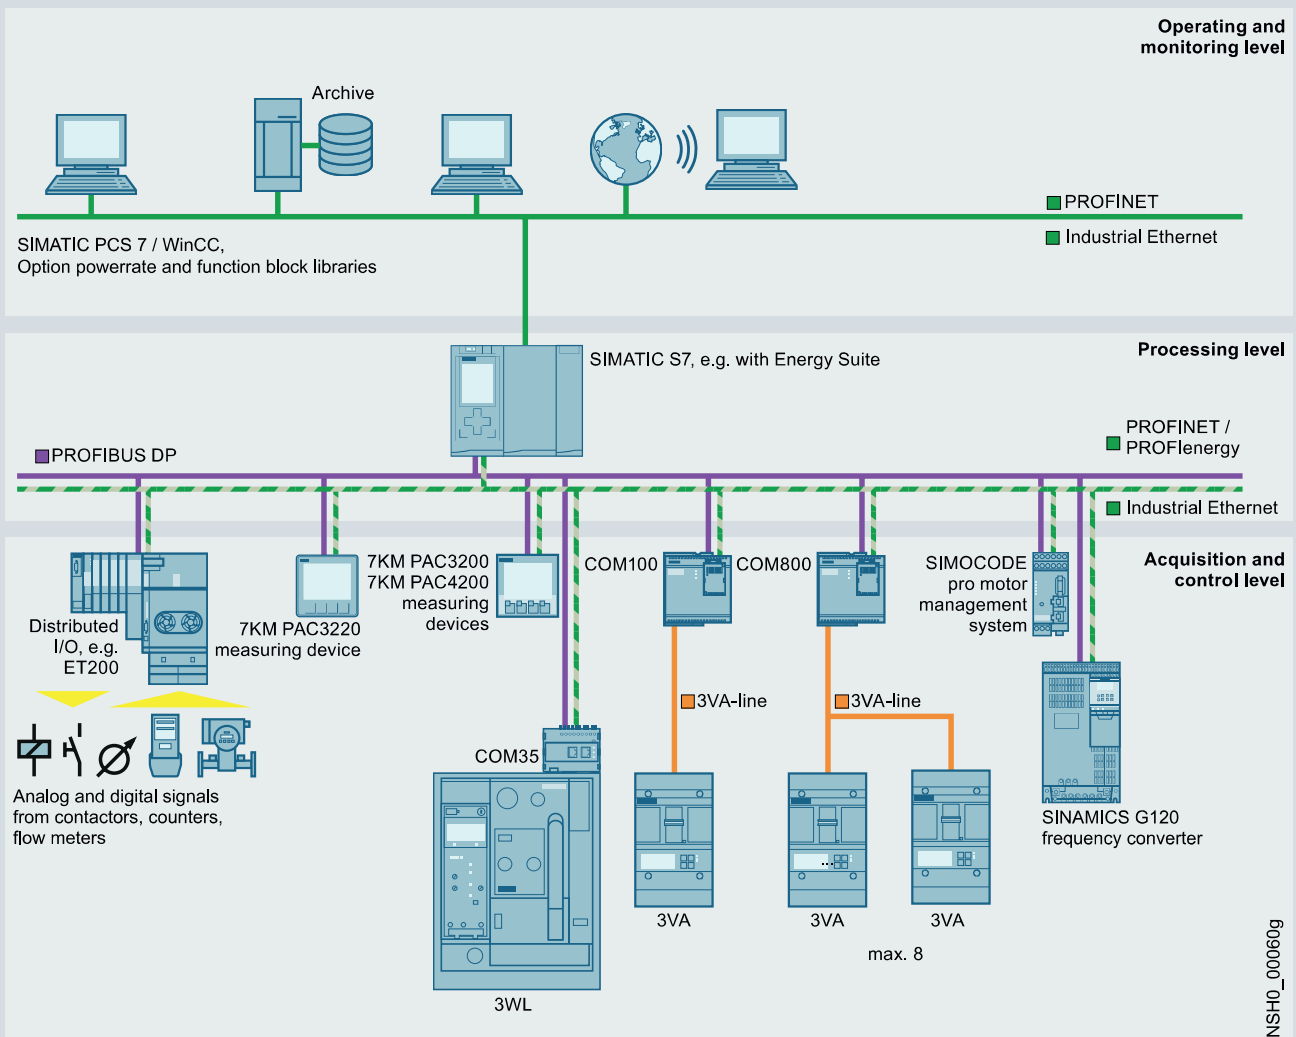 Operating and
monitoring level
Archive
PROFINET
Industrial Ethernet
SIMATIC PCS 7 / WinCC,
Option powerrate and function block libraries
Processing level
SIMATIC S7, e.g. with Energy Suite
PROFINET /
PROFIenergy
PROFIBUS DP
Industrial Ethernet
Acquisition and
control level
Distributed
I/O, e.g.
ET200
7KM PAC3220
measuring device
7KM PAC3200
7KM PAC4200
measuring
devices
COM100
COM800
SIMOCODE
pro motor
management
system
3VA-line
3VA-line
COM35
Analog and digital signals
from contactors, counters,
flow meters
SINAMICS G120
frequency converter
3VA
3VA
3VA
max. 8
3WL
NSH0_00060g